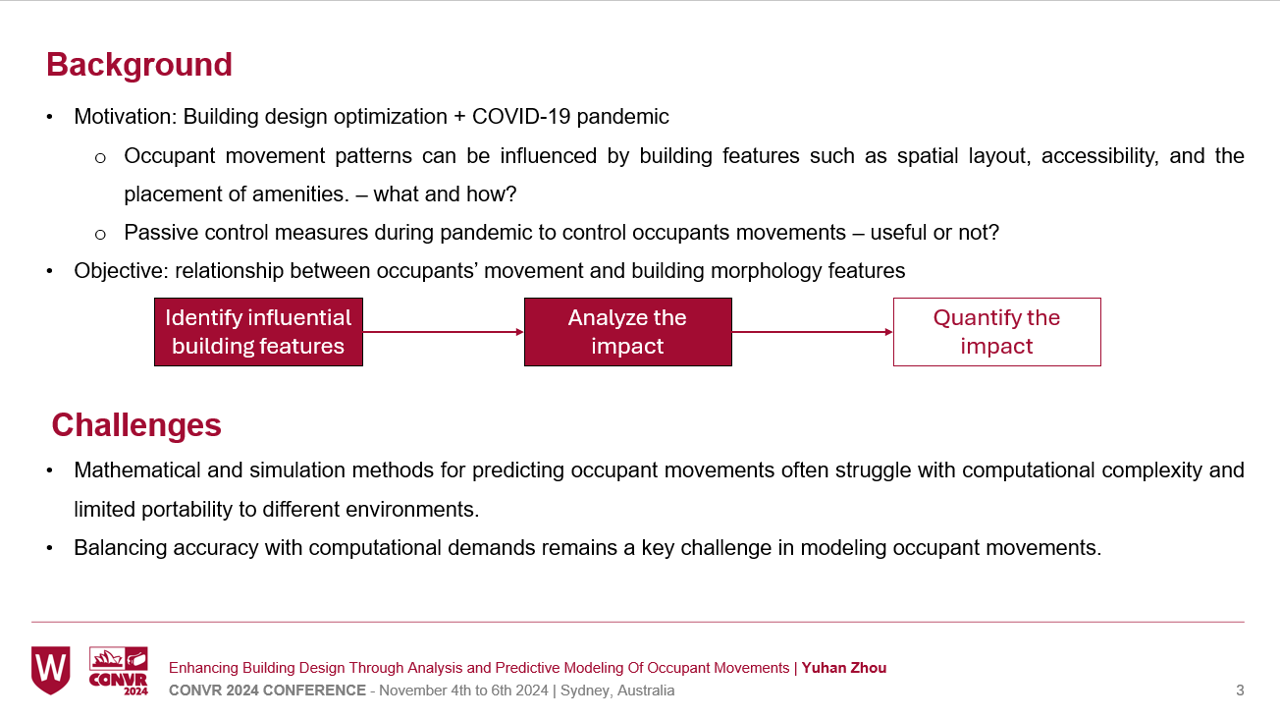 Background
• Motivation: Building design optimization + COVID-19 pandemic
o Occupant movement patterns can be influenced by building features such as spatial layout, accessibility, and the
placement of amenities. – what and how?
o Passive control measures during pandemic to control occupants movements – useful or not?
• Objective: relationship between occupants’ movement and building morphology features
Identify influential
building features
Analyze the
impact
Quantify the
impact
Challenges
• Mathematical and simulation methods for predicting occupant movements often struggle with computational complexity and
limited portability to different environments.
• Balancing accuracy with computational demands remains a key challenge in modeling occupant movements.
W
CONVR
2024
Enhancing Building Design Through Analysis and Predictive Modeling Of Occupant Movements | Yuhan Zhou
CONVR 2024 CONFERENCE - November 4th to 6th 2024 | Sydney, Australia
3